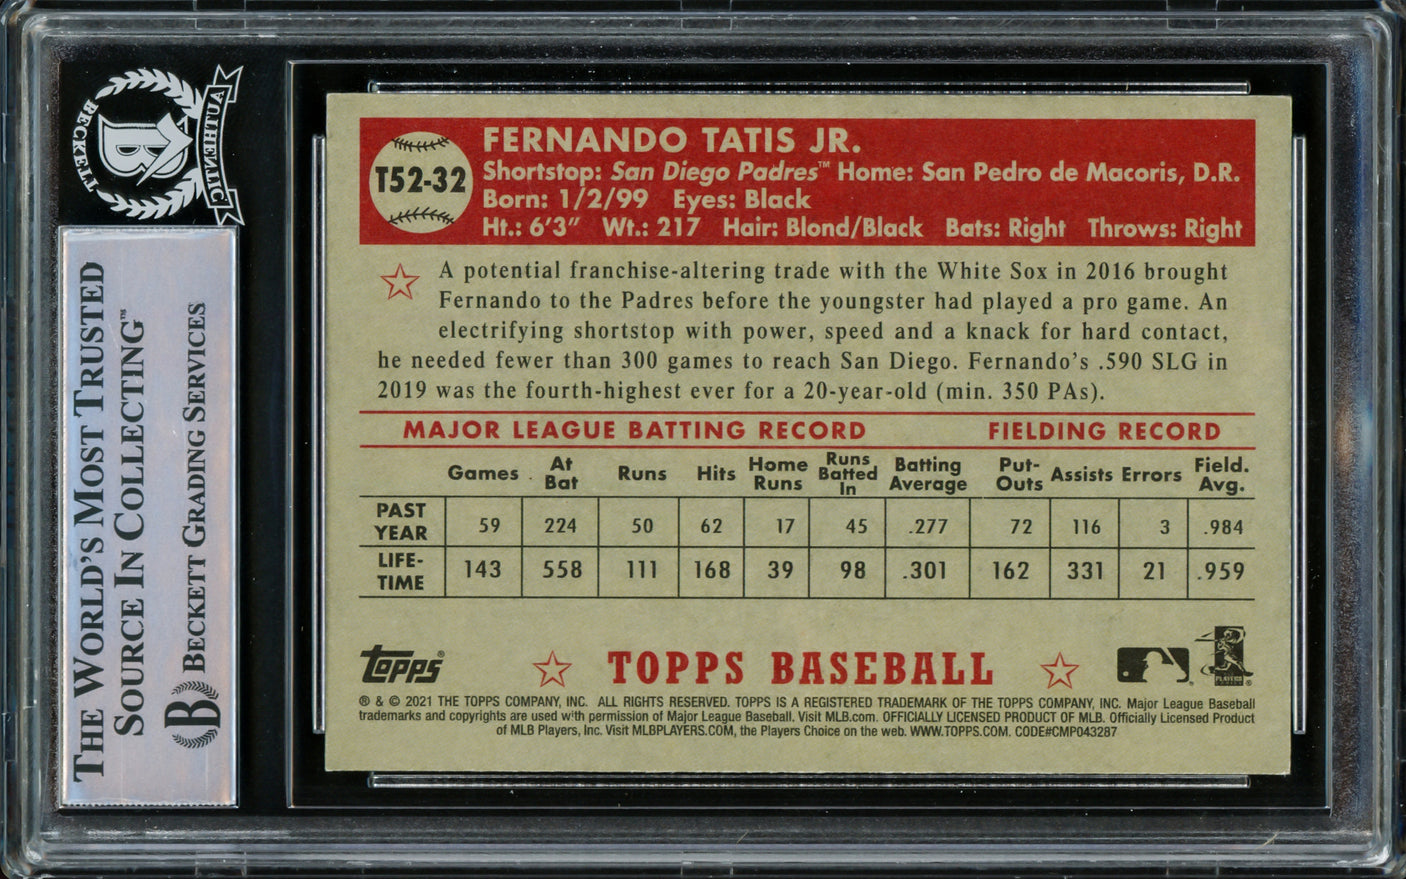 BECKETT
AUTHENTIC
B
THE WORLD'S MOST TRUSTED
SOURCE IN COLLECTING™
B BECKETT GRADING SERVICES
T52-32
FERNANDO TATIS JR.
Shortstop: San Diego Padres™ Home: San Pedro de Macoris, D.R.
Born: 1/2/99 Eyes: Black
Ht.: 6'3" Wt.: 217 Hair: Blond/Black Bats: Right Throws: Right
A potential franchise-altering trade with the White Sox in 2016 brought
Fernando to the Padres before the youngster had played a pro game. An
electrifying shortstop with power, speed and a knack for hard contact,
he needed fewer than 300 games to reach San Diego. Fernando's .590 SLG in
2019 was the fourth-highest ever for a 20-year-old (min. 350 PAs).
MAJOR LEAGUE BATTING RECORD FIELDING RECORD
Games At Bat Runs Hits Home Runs Runs Batted In Batting Average Put-Outs Assists Errors Field. Avg.
PAST YEAR 59 224 50 62 17 45 .277 72 116 3 .984
LIFE-TIME 143 558 111 168 39 98 .301 162 331 21 .959
Topps® TOPPS BASEBALL PLAYERS
® & © 2021 THE TOPPS COMPANY, INC. ALL RIGHTS RESERVED. TOPPS IS A REGISTERED TRADEMARK OF THE TOPPS COMPANY, INC. Major League Baseball
trademarks and copyrights are used with permission of Major League Baseball. Visit MLB.com. OFFICIALLY LICENSED PRODUCT OF MLB. Officially Licensed Product
of MLB Players, Inc. Visit MLBPLAYERS.COM, the Players Choice on the web. WWW.TOPPS.COM. CODE#CMP043287